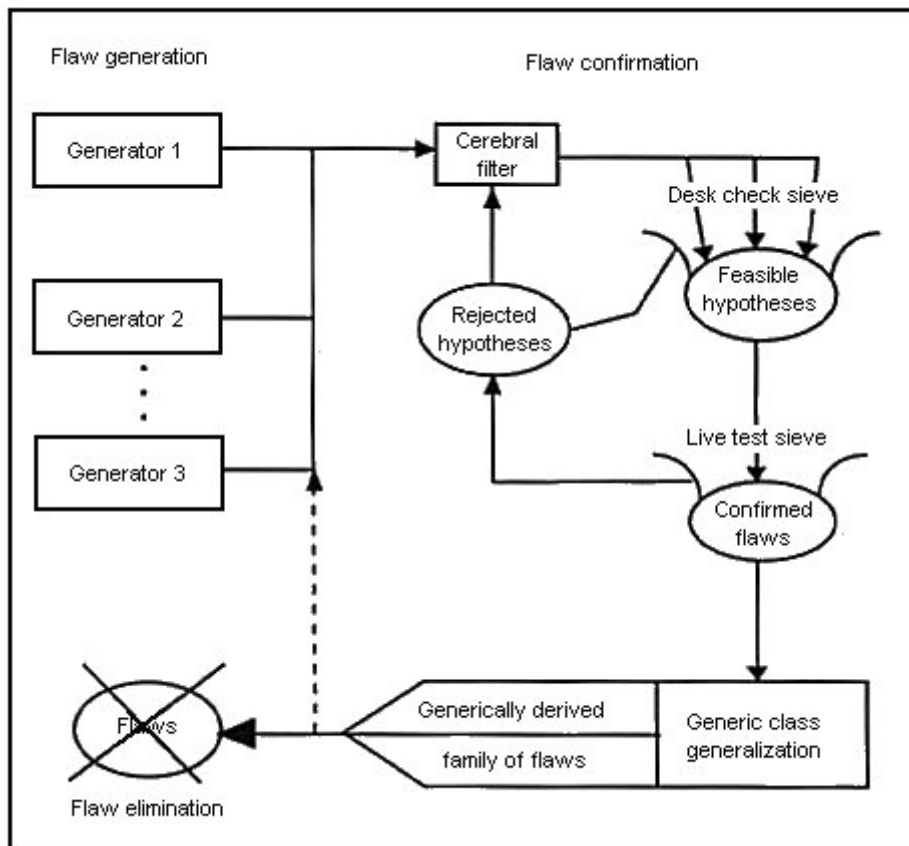 Flaw generation
Flaw confirmation
Generator 1
Cerebral
filter
Desk check sieve
Generator 2
Rejected
hypotheses
Feasible
hypotheses
Generator 3
Live test sieve
Confirmed
flaws
Flaws
Generically derived
family of flaws
Generic class
generalization
Flaw elimination